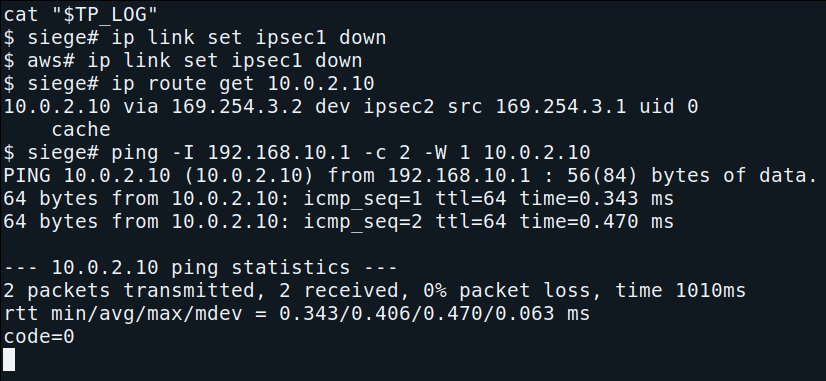 cat "$TP_LOG"
$ siege# ip link set ipsec1 down
$ aws# ip link set ipsec1 down
$ siege# ip route get 10.0.2.10
10.0.2.10 via 169.254.3.2 dev ipsec2 src 169.254.3.1 uid 0
    cache
$ siege# ping -I 192.168.10.1 -c 2 -W 1 10.0.2.10
PING 10.0.2.10 (10.0.2.10) from 192.168.10.1 : 56(84) bytes of data.
64 bytes from 10.0.2.10: icmp_seq=1 ttl=64 time=0.343 ms
64 bytes from 10.0.2.10: icmp_seq=2 ttl=64 time=0.470 ms

--- 10.0.2.10 ping statistics ---
2 packets transmitted, 2 received, 0% packet loss, time 1010ms
rtt min/avg/max/mdev = 0.343/0.406/0.470/0.063 ms
code=0